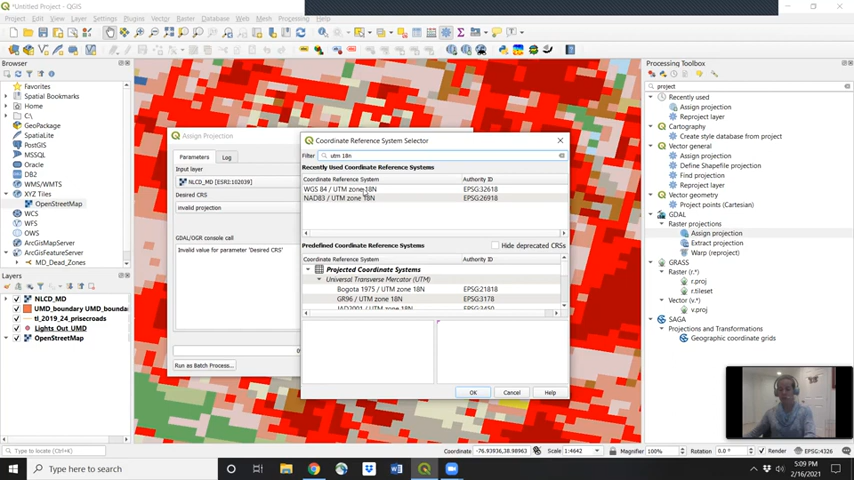 *Untitled Project — QGIS
Project Edit View Layer Settings Plugins Vector Raster Database Web Mesh Processing Help
Browser
Favorites
Spatial Bookmarks
Home
C:\
GeoPackage
SpatiaLite
PostGIS
MSSQL
Oracle
DB2
WMS/WMTS
XYZ Tiles
OpenStreetMap
WCS
WFS
OWS
ArcGisMapServer
ArcGisFeatureServer
MD_Dead_Zones
Layers
NLCD_MD
UMD_boundary UMD_bounda
tl_2019_24_prisecroads
Lights Out UMD
OpenStreetMap
Assign Projection
Parameters Log
Input layer
NLCD_MD [ESRI:102039]
Desired CRS
invalid projection
GDAL/OGR console call
Invalid value for parameter 'Desired CRS'
Run as Batch Process...
Coordinate Reference System Selector
Filter utm 18n
Recently Used Coordinate Reference Systems
Coordinate Reference System Authority ID
WGS 84 / UTM zone 18N EPSG:32618
NAD83 / UTM zone 18N EPSG:26918
Predefined Coordinate Reference Systems Hide deprecated CRSs
Coordinate Reference System Authority ID
Projected Coordinate Systems
Universal Transverse Mercator (UTM)
Bogota 1975 / UTM zone 18N EPSG:21818
GR96 / UTM zone 18N EPSG:3178
OK Cancel Help
Processing Toolbox
project
Recently used
Assign projection
Reproject layer
Cartography
Create style database from project
Vector general
Assign projection
Define Shapefile projection
Find projection
Reproject layer
Vector geometry
Project points (Cartesian)
GDAL
Raster projections
Assign projection
Extract projection
Warp (reproject)
GRASS
Raster (r.*)
r.proj
r.tileset
Vector (v.*)
v.proj
SAGA
Projections and Transformations
Geographic coordinate grids
Type to locate (Ctrl+K)
Coordinate -76.93936,38.98963 Scale 1:4642 Magnifier 100% Rotation 0.0 ° Render EPSG:4326
Type here to search
5:09 PM
2/16/2021